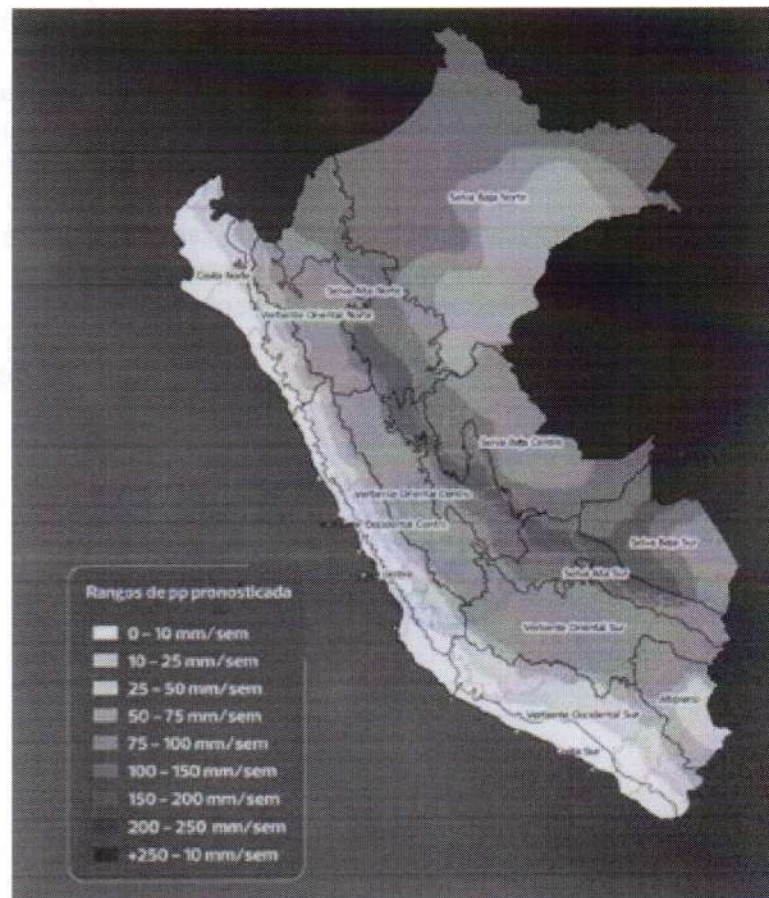 Selva Baja Norte
Costa Norte
Selva Alta Norte
Vertiente Oriental Norte
Selva Baja Centro
Vertiente Oriental Centro
Occidental Centro
Centro
Selva Baja Sur
Selva Alta Sur
Vertiente Oriental Sur
Altiplano
Vertiente Occidental Sur
Costa Sur
Rangos de pp pronosticada
0 - 10 mm/sem
10 - 25 mm/sem
25 - 50 mm/sem
50 - 75 mm/sem
75 - 100 mm/sem
100 - 150 mm/sem
150 - 200 mm/sem
200 - 250 mm/sem
+250 - 10 mm/sem